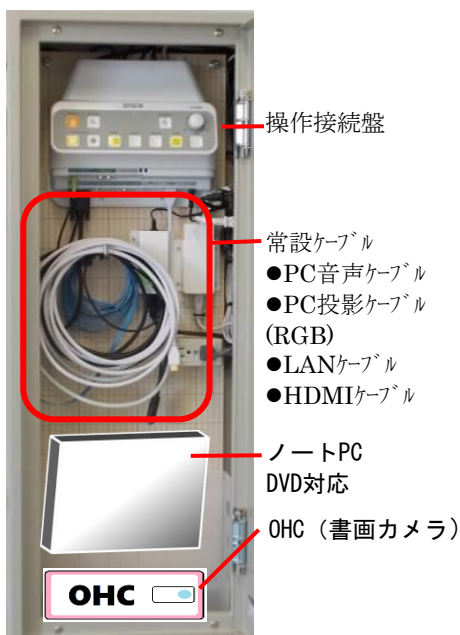 EPSON
操作接続盤
常設ｹｰﾌﾞﾙ
●PC音声ｹｰﾌﾞﾙ
●PC投影ｹｰﾌﾞﾙ
(RGB)
●LANｹｰﾌﾞﾙ
●HDMIｹｰﾌﾞﾙ
ノートPC
DVD対応
OHC（書画カメラ）
OHC